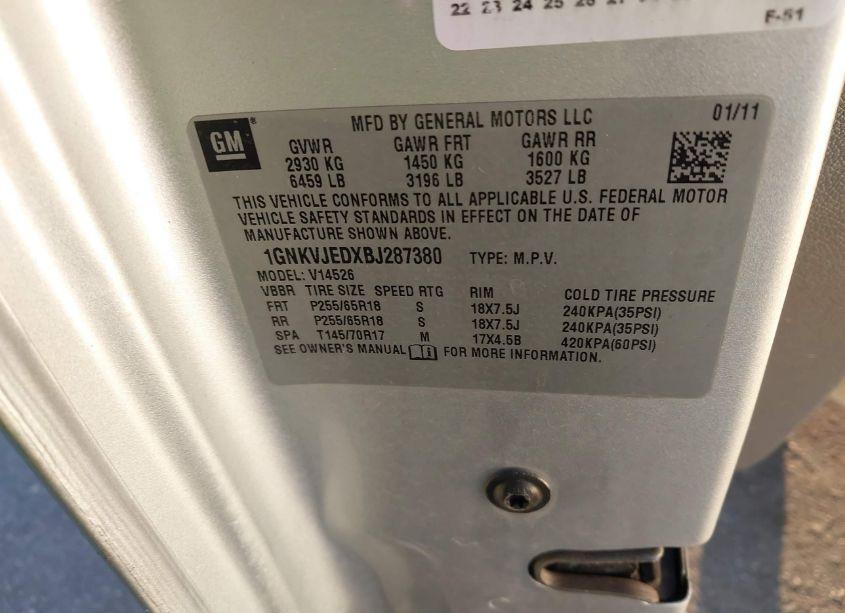 22 23 24 25 26
F-51
GM
MFD BY GENERAL MOTORS LLC 01/11
GVWR GAWR FRT GAWR RR
2930 KG 1450 KG 1600 KG
6459 LB 3196 LB 3527 LB
THIS VEHICLE CONFORMS TO ALL APPLICABLE U.S. FEDERAL MOTOR
VEHICLE SAFETY STANDARDS IN EFFECT ON THE DATE OF
MANUFACTURE SHOWN ABOVE.
1GNKVJEDXBJ287380 TYPE: M.P.V.
MODEL: V14526
VBBR TIRE SIZE SPEED RTG RIM COLD TIRE PRESSURE
FRT P255/65R18 S 18X7.5J 240KPA(35PSI)
RR P255/65R18 S 18X7.5J 240KPA(35PSI)
SPA T145/70R17 M 17X4.5B 420KPA(60PSI)
SEE OWNER'S MANUAL FOR MORE INFORMATION.